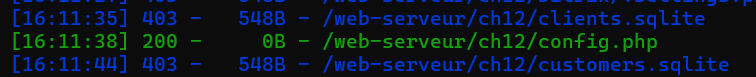 [16:11:35] 403 -   548B - /web-serveur/ch12/clients.sqlite
[16:11:38] 200 -     0B - /web-serveur/ch12/config.php
[16:11:44] 403 -   548B - /web-serveur/ch12/customers.sqlite